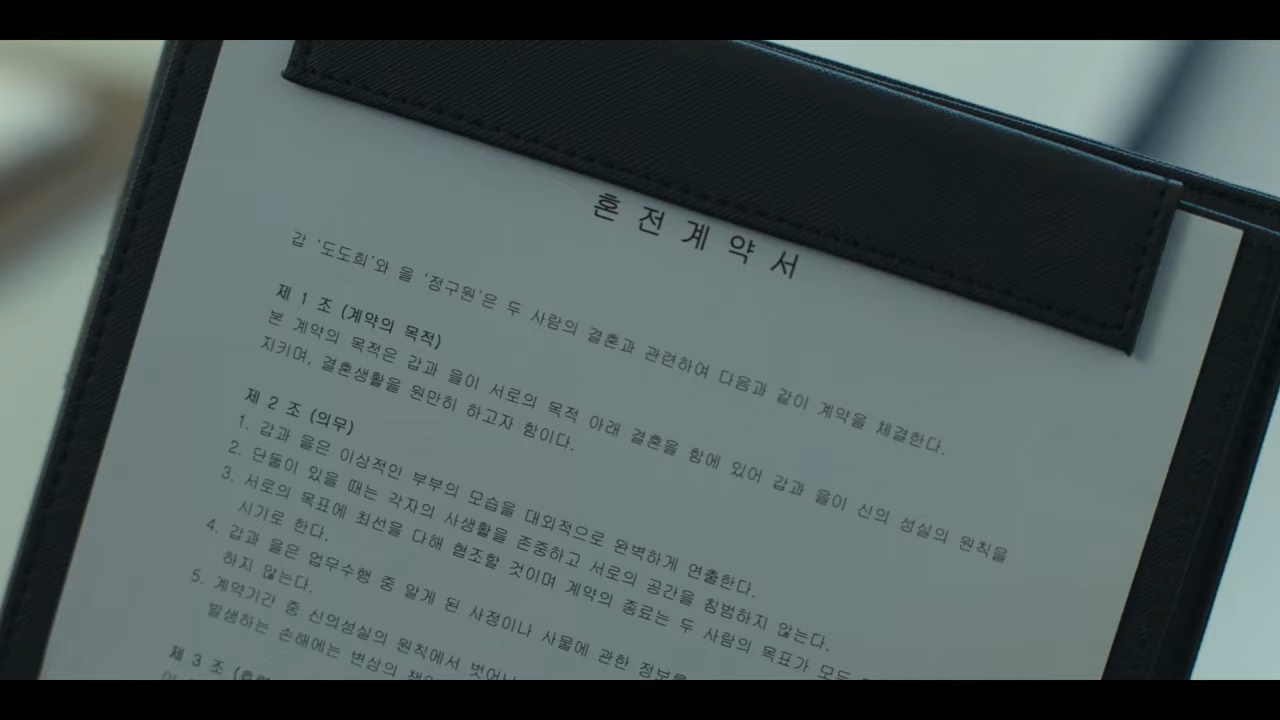 혼 전 계 약 서
갑 '도도희'와 을 '정구원'은 두 사람의 결혼과 관련하여 다음과 같이 계약을 체결한다.
제 1 조 (계약의 목적)
본 계약의 목적은 갑과 을이 서로의 목적 아래 결혼을 함에 있어 갑과 을이 신의 성실의 원칙을
지키며, 결혼생활을 원만히 하고자 함이다.
제 2 조 (의무)
1. 갑과 을은 이상적인 부부의 모습을 대외적으로 완벽하게 연출한다.
2. 단둘이 있을 때는 각자의 사생활을 존중하고 서로의 공간을 침범하지 않는다.
3. 서로의 목표에 최선을 다해 협조할 것이며 계약의 종료는 두 사람의 목표가 모두
시기로 한다.
4. 갑과 을은 업무수행 중 알게 된 사정이나 사물에 관한 정보를
하지 않는다.
5. 계약기간 중 신의성실의 원칙에서 벗어나
발생하는 손해에는 변상의
제 3 조